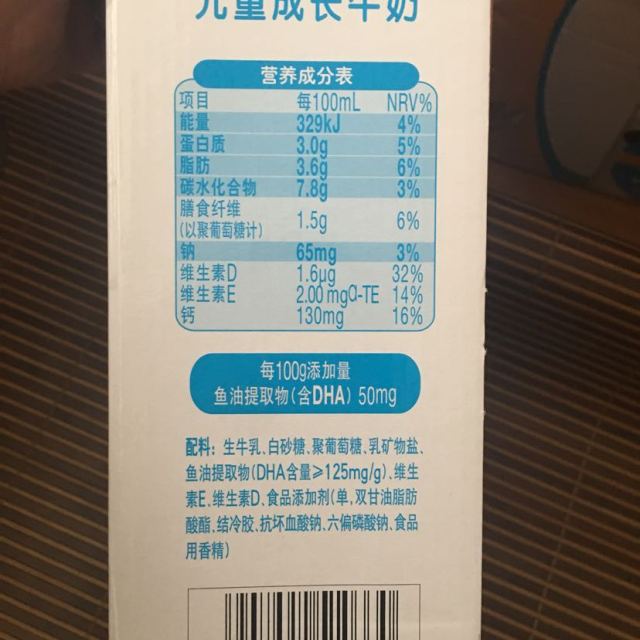 儿童成长牛奶
营养成分表
项目 每100mL NRV%
能量 329kJ 4%
蛋白质 3.0g 5%
脂肪 3.6g 6%
碳水化合物 7.8g 3%
膳食纤维
(以聚葡萄糖计) 1.5g 6%
钠 65mg 3%
维生素D 1.6μg 32%
维生素E 2.00 mgα-TE 14%
钙 130mg 16%
每100g添加量
鱼油提取物(含DHA) 50mg
配料:生牛乳、白砂糖、聚葡萄糖、乳矿物盐、
鱼油提取物(DHA含量≥125mg/g)、维生
素E、维生素D、食品添加剂(单,双甘油脂肪
酸酯、结冷胶、抗坏血酸钠、六偏磷酸钠、食品
用香精)